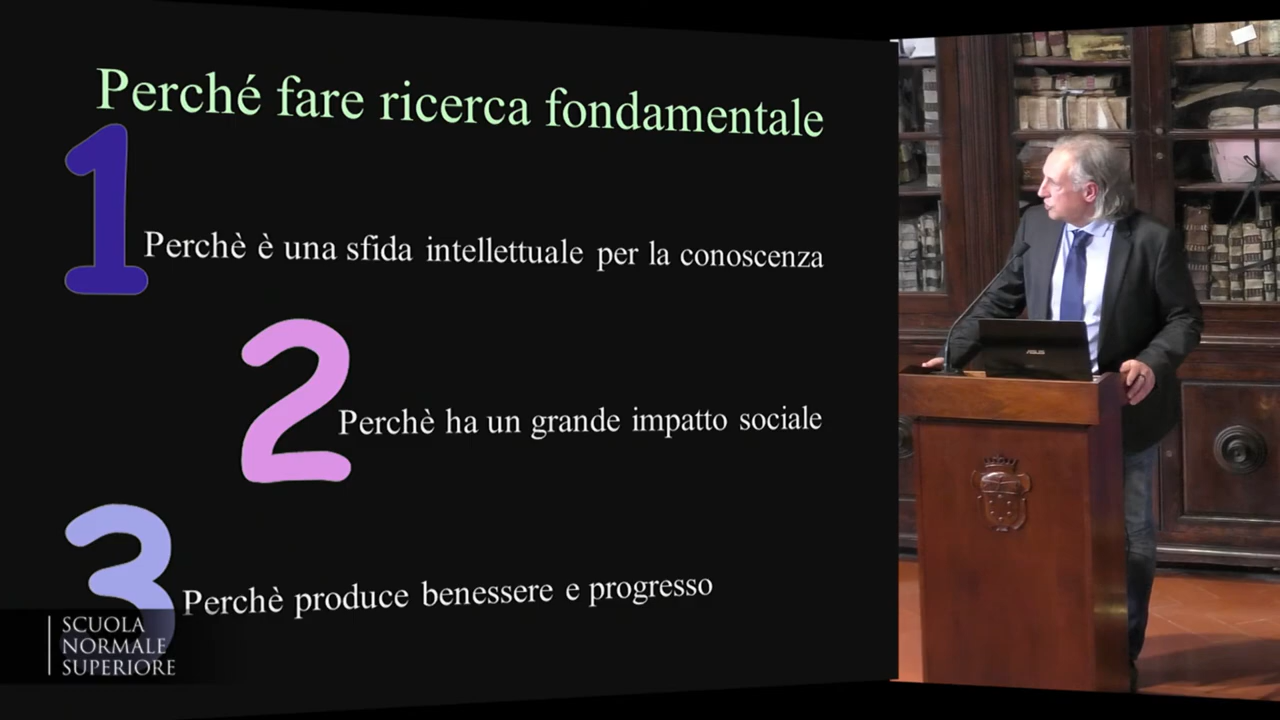 Perché fare ricerca fondamentale
1
Perchè è una sfida intellettuale per la conoscenza
2
Perchè ha un grande impatto sociale
3
Perchè produce benessere e progresso
SCUOLA
NORMALE
SUPERIORE
ASUS